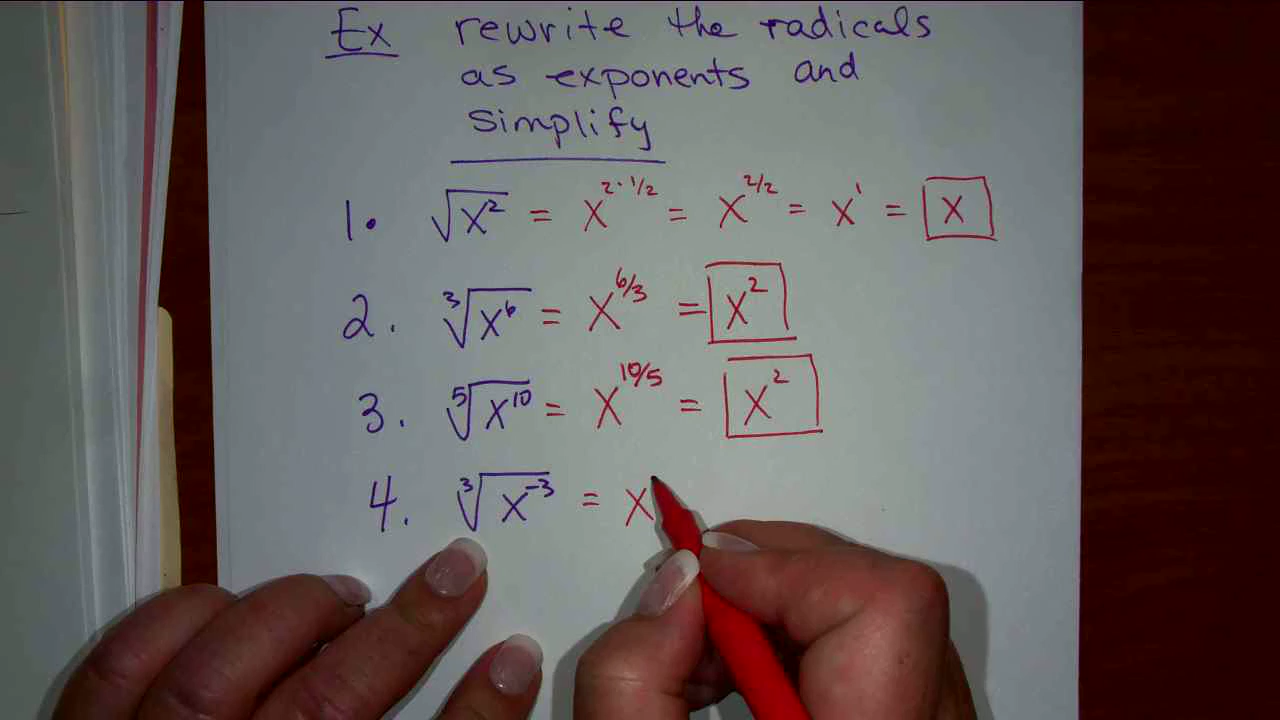 Ex rewrite the radicals
as exponents and
simplify
1. √x² = x^(2·1/2) = x^(2/2) = x¹ = x
2. ∛x⁶ = x^(6/3) = x²
3. ⁵√x¹⁰ = x^(10/5) = x²
4. ∛x⁻³ = x